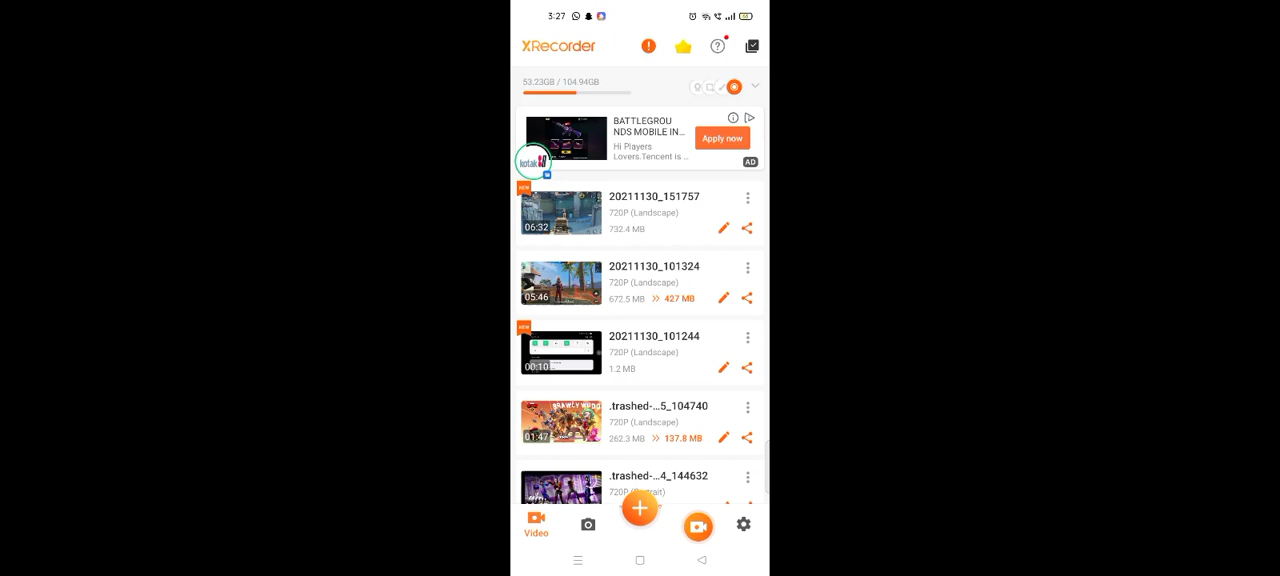 3:27
XRecorder
53.23GB / 104.94GB
BATTLEGROU
NDS MOBILE IN...
Hi Players
Lovers.Tencent is ...
Apply now
AD
kotak
NEW
20211130_151757
720P (Landscape)
732.4 MB
06:32
20211130_101324
720P (Landscape)
672.5 MB >> 427 MB
05:46
NEW
20211130_101244
720P (Landscape)
1.2 MB
00:10
.trashed-...5_104740
720P (Landscape)
262.3 MB >> 137.8 MB
01:47
.trashed-...4_144632
Video